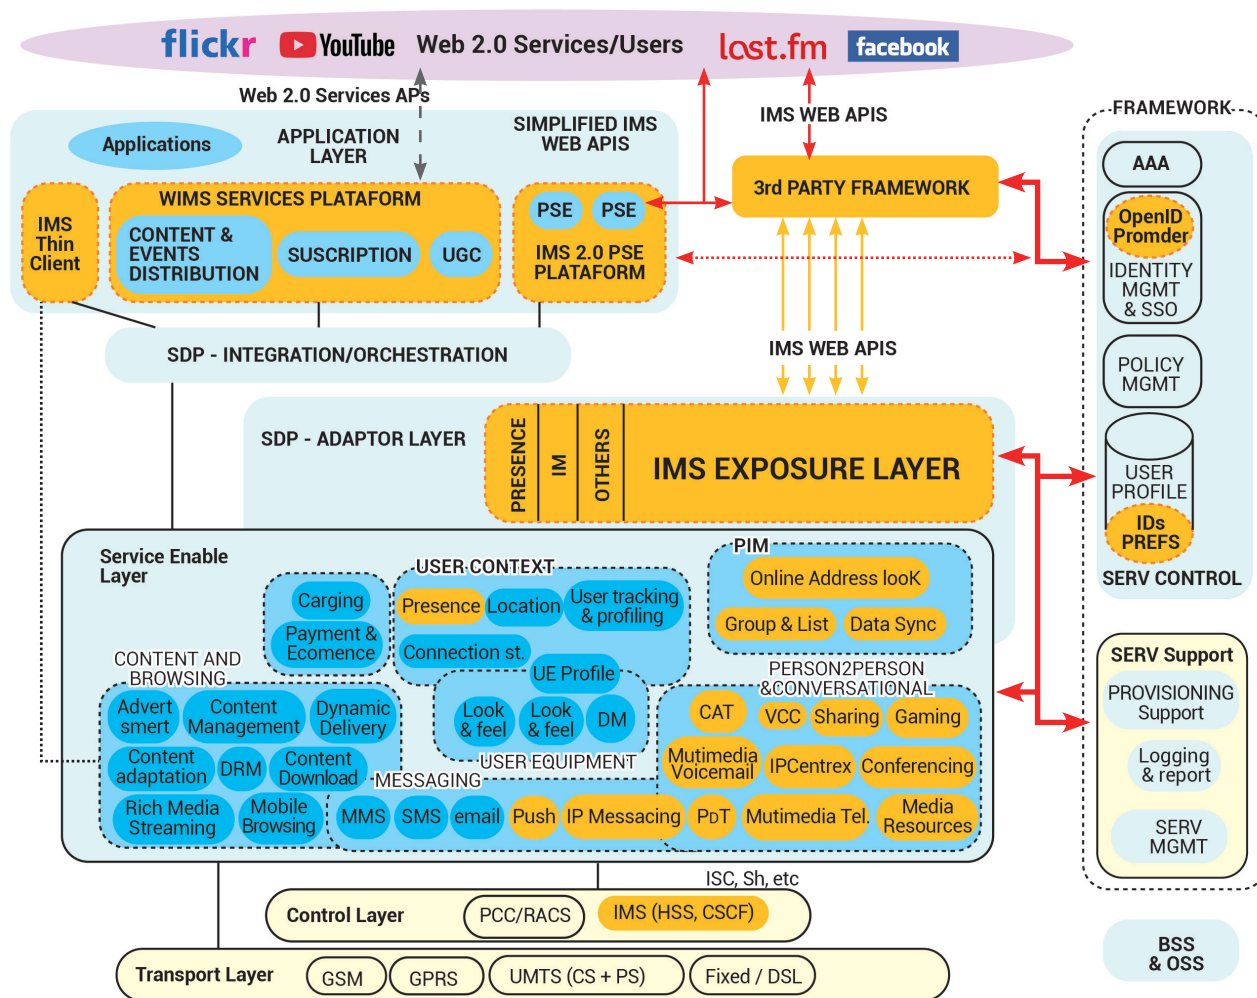 flickr YouTube Web 2.0 Services/Users last.fm facebook
Web 2.0 Services APs
Applications
APPLICATION
LAYER
SIMPLIFIED IMS
WEB APIS
IMS WEB APIS
FRAMEWORK
IMS
Thin
Client
WIMS SERVICES PLATAFORM
CONTENT &
EVENTS
DISTRIBUTION
SUSCRIPTION
UGC
PSE
PSE
IMS 2.0 PSE
PLATAFORM
3rd PARTY FRAMEWORK
AAA
OpenID
Promder
IDENTITY
MGMT
& SSO
SDP - INTEGRATION/ORCHESTRATION
IMS WEB APIS
POLICY
MGMT
SDP - ADAPTOR LAYER
PRESENCE
IM
OTHERS
IMS EXPOSURE LAYER
USER
PROFILE
IDs
PREFS
SERV CONTROL
Service Enable
Layer
Carging
Payment &
Ecomence
USER CONTEXT
Presence
Location
User tracking
& profiling
Connection st.
PIM
Online Address looK
Group & List
Data Sync
CONTENT AND
BROWSING
Advert
smert
Content
Management
Dynamic
Delivery
Content
adaptation
DRM
Content
Download
Rich Media
Streaming
Mobile
Browsing
UE Profile
Look
& feel
Look
& feel
DM
USER EQUIPMENT
MESSAGING
MMS
SMS
email
Push
IP Messacing
PERSON2PERSON
&CONVERSATIONAL
CAT
VCC
Sharing
Gaming
Mutimedia
Voicemail
IPCentrex
Conferencing
PDT
Mutimedia Tel.
Media
Resources
SERV Support
PROVISIONING
Support
Logging
& report
SERV
MGMT
ISC, Sh, etc
Control Layer
PCC/RACS
IMS (HSS, CSCF)
Transport Layer
GSM
GPRS
UMTS (CS + PS)
Fixed / DSL
BSS
& OSS